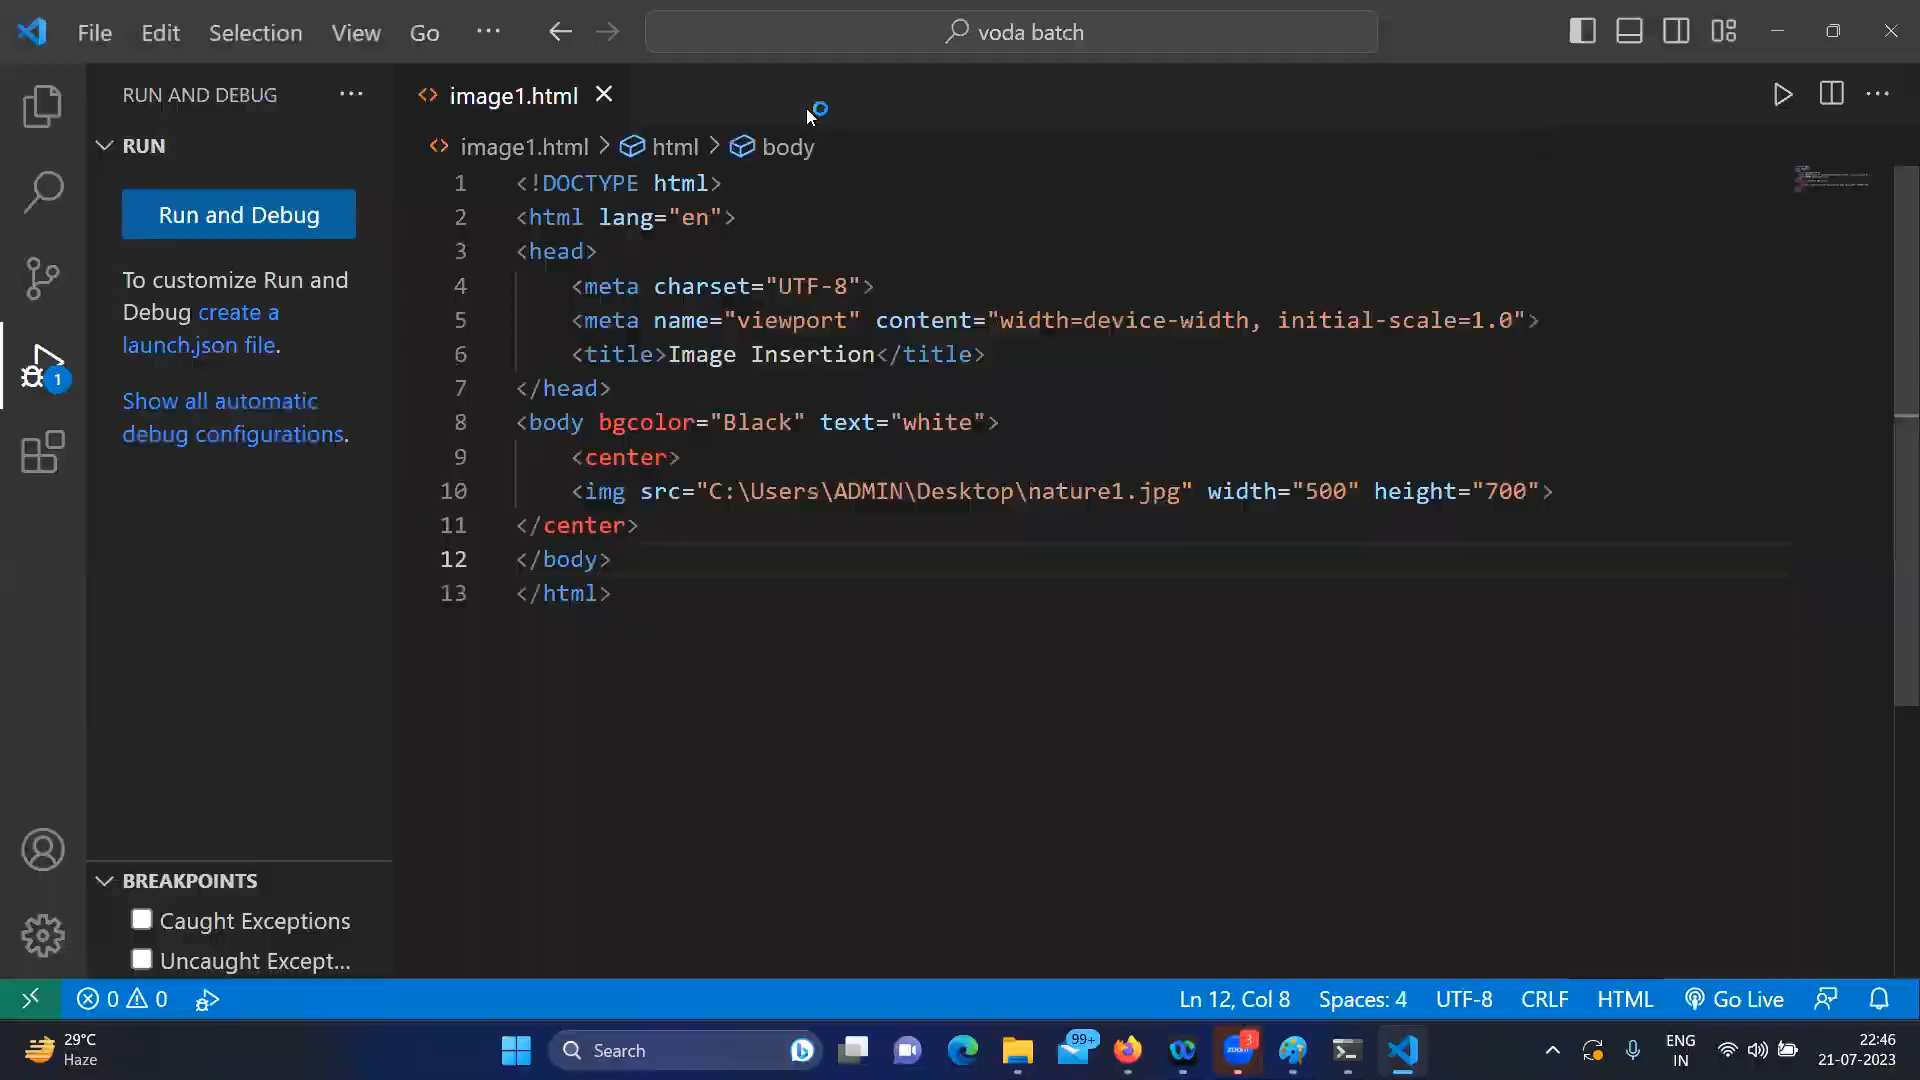 File Edit Selection View Go ··· voda batch
RUN AND DEBUG ···
image1.html
RUN
image1.html > html > body
Run and Debug
To customize Run and
Debug create a
launch.json file.
Show all automatic
debug configurations.
1 <!DOCTYPE html>
2 <html lang="en">
3 <head>
4 <meta charset="UTF-8">
5 <meta name="viewport" content="width=device-width, initial-scale=1.0">
6 <title>Image Insertion</title>
7 </head>
8 <body bgcolor="Black" text="white">
9 <center>
10 <img src="C:\Users\ADMIN\Desktop\nature1.jpg" width="500" height="700">
11 </center>
12 </body>
13 </html>
1
BREAKPOINTS
Caught Exceptions
Uncaught Except...
0 0 Ln 12, Col 8 Spaces: 4 UTF-8 CRLF HTML Go Live
29°C
Haze
Search
99+
zoom
3
ENG
IN
22:46
21-07-2023